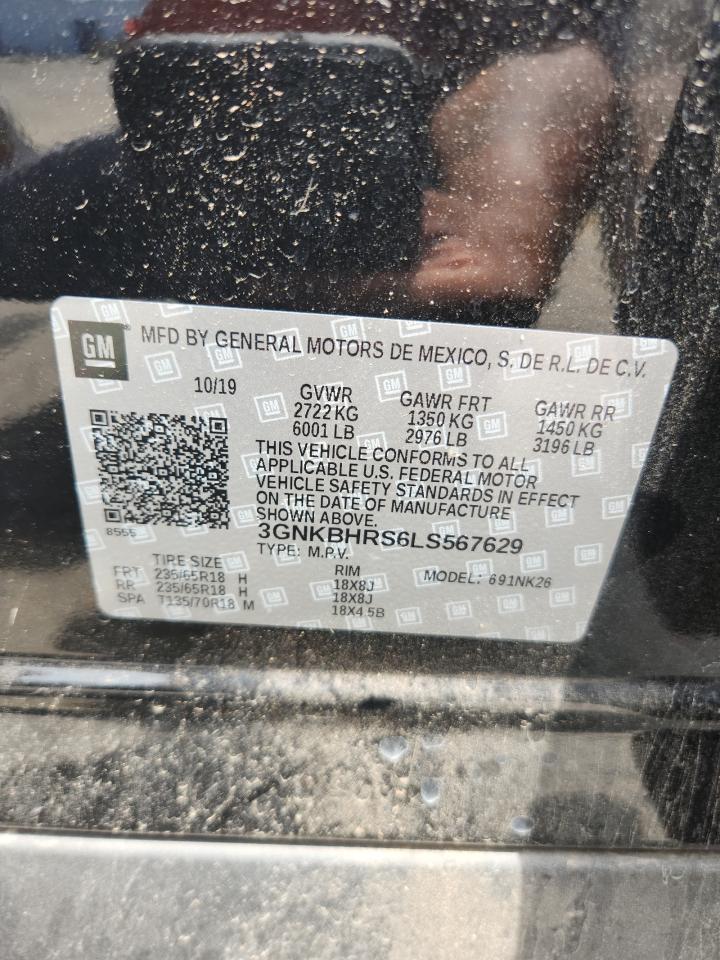 GM
MFD BY GENERAL MOTORS DE MEXICO, S. DE R.L. DE C.V.
10/19 GVWR GAWR FRT GAWR RR
2722 KG 1350 KG 1450 KG
6001 LB 2976 LB 3196 LB
THIS VEHICLE CONFORMS TO ALL
APPLICABLE U.S. FEDERAL MOTOR
VEHICLE SAFETY STANDARDS IN EFFECT
ON THE DATE OF MANUFACTURE
SHOWN ABOVE.
8555
3GNKBHRS6LS567629
TYPE: M.P.V.
TIRE SIZE RIM MODEL: 691NK26
FRT 235/65R18 H 18X8J
RR 235/65R18 H 18X8J
SPA T135/70R18 M 18X4.5B